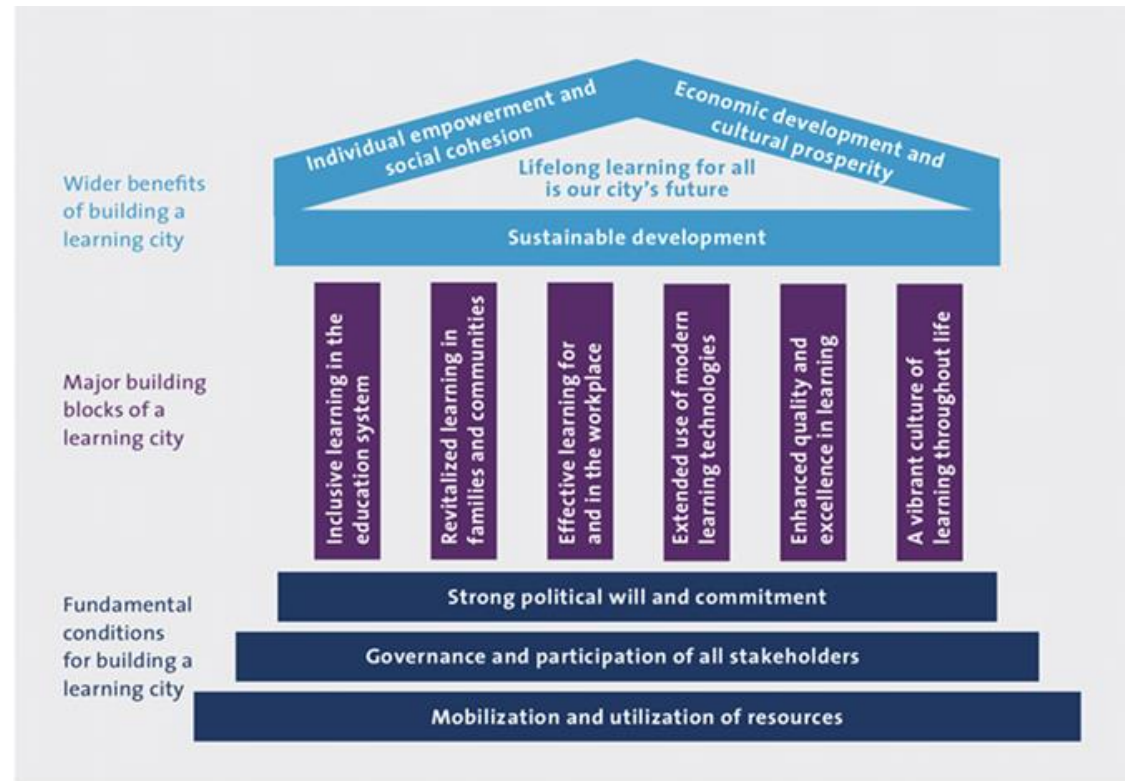 Individual empowerment and
social cohesion
Economic development and
cultural prosperity
Lifelong learning for all
is our city's future
Sustainable development
Wider benefits
of building a
learning city
Inclusive learning in the
education system
Revitalized learning in
families and communities
Effective learning for
and in the workplace
Extended use of modern
learning technologies
Enhanced quality and
excellence in learning
A vibrant culture of
learning throughout life
Major building
blocks of a
learning city
Strong political will and commitment
Governance and participation of all stakeholders
Mobilization and utilization of resources
Fundamental
conditions
for building a
learning city